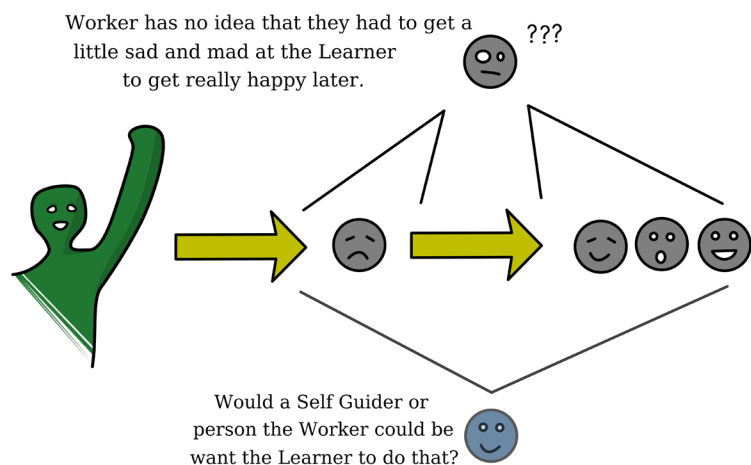 Worker has no idea that they had to get a
little sad and mad at the Learner
to get really happy later.
???
Would a Self Guider or
person the Worker could be
want the Learner to do that?